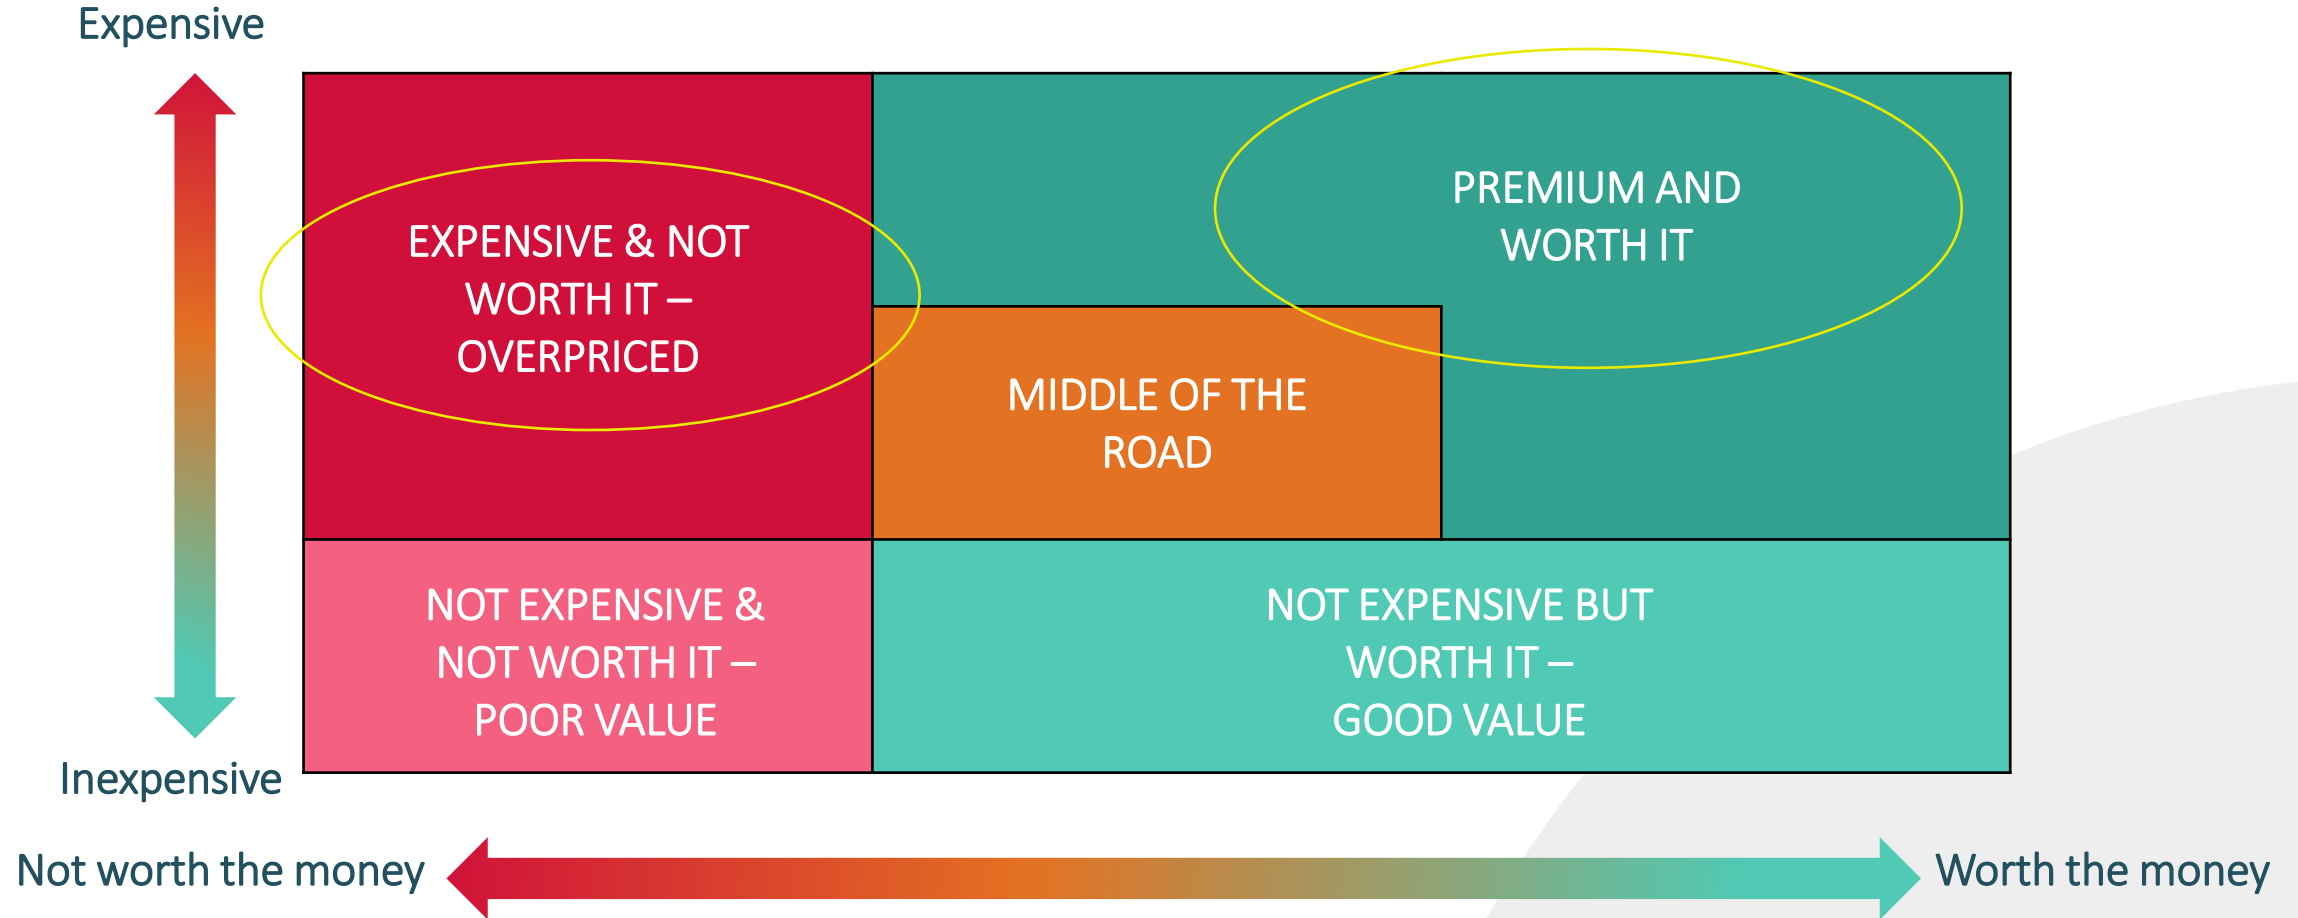 Expensive
EXPENSIVE & NOT
WORTH IT –
OVERPRICED
PREMIUM AND
WORTH IT
MIDDLE OF THE
ROAD
NOT EXPENSIVE &
NOT WORTH IT –
POOR VALUE
NOT EXPENSIVE BUT
WORTH IT –
GOOD VALUE
Inexpensive
Not worth the money
Worth the money